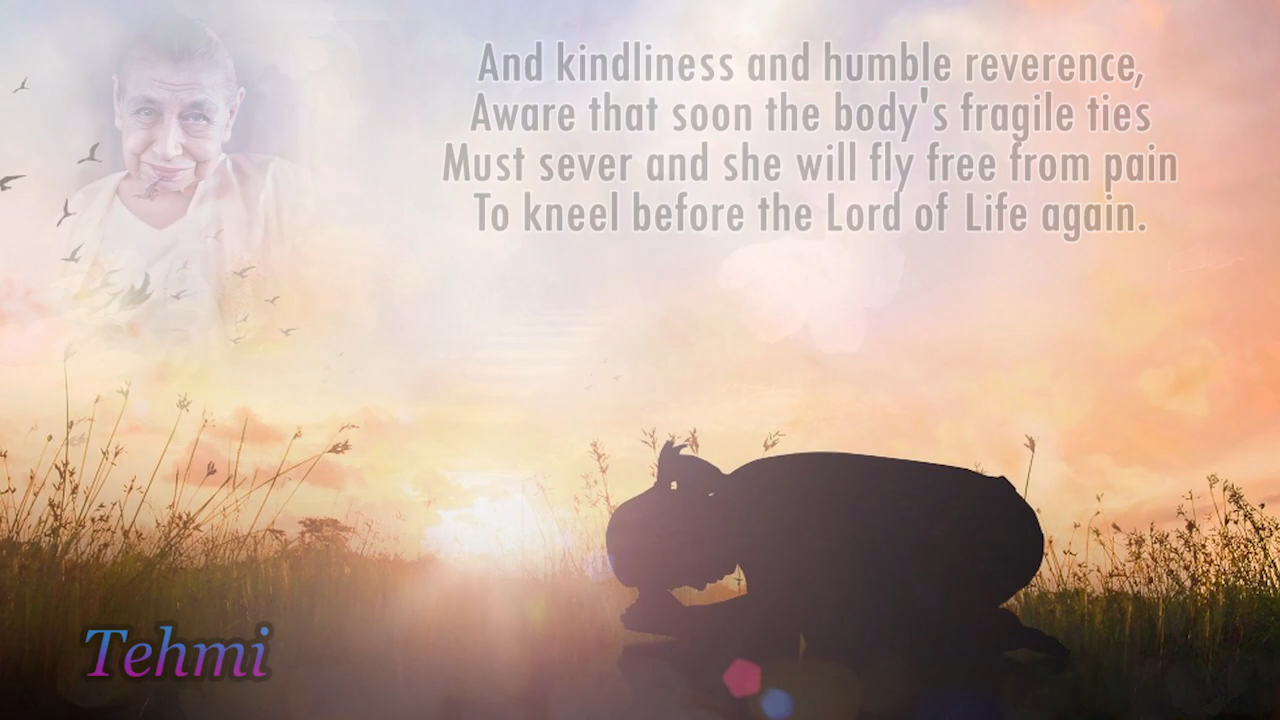 And kindliness and humble reverence,
Aware that soon the body's fragile ties
Must sever and she will fly free from pain
To kneel before the Lord of Life again.
Tehmi